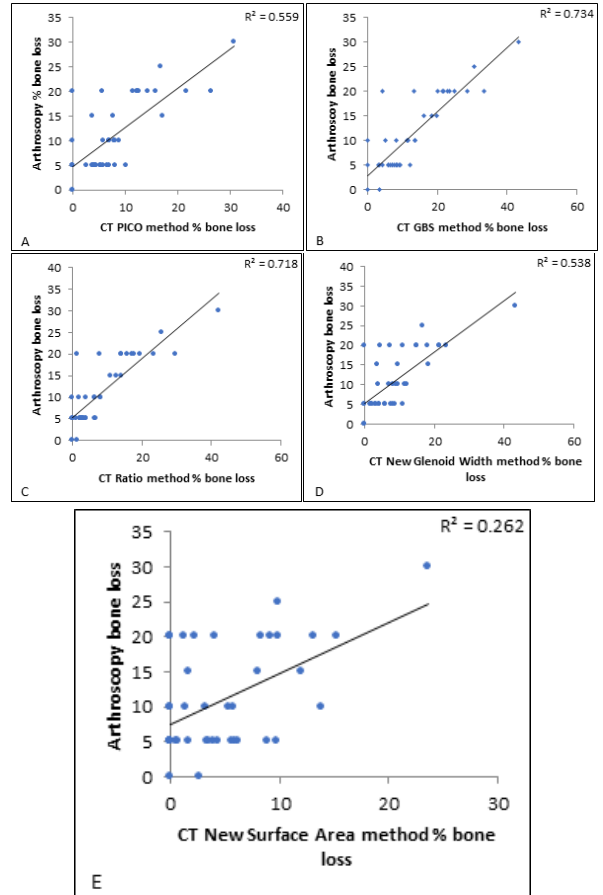 R² = 0.559
35
30
25
20
15
10
5
0
Arthroscopy % bone loss
0 10 20 30 40
CT PICO method % bone loss
A
R² = 0.734
35
30
25
20
15
10
5
0
Arthroscopy bone loss
0 20 40 60
CT GBS method % bone loss
B
R² = 0.718
40
35
30
25
20
15
10
5
0
Arthroscopy bone loss
0 20 40 60
CT Ratio method % bone loss
C
R² = 0.538
40
35
30
25
20
15
10
5
0
Arthroscopy bone loss
0 20 40 60
CT New Glenoid Width method % bone
loss
D
R² = 0.262
35
30
25
20
15
10
5
0
Arthroscopy bone loss
0 10 20 30
CT New Surface Area method % bone
loss
E